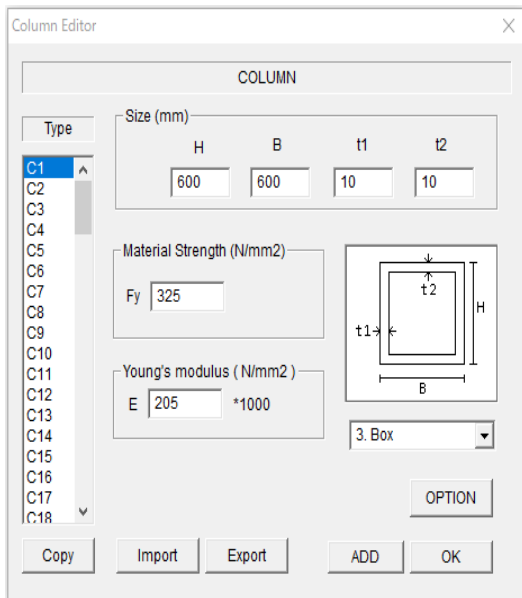 Column Editor
COLUMN
Type
Size (mm)
H B t1 t2
600 600 10 10
C1
C2
C3
C4
C5
C6
C7
C8
C9
C10
C11
C12
C13
C14
C15
C16
C17
C18
Material Strength (N/mm2)
Fy 325
Young's modulus ( N/mm2 )
E 205 *1000
t2
H
t1
B
3. Box
OPTION
Copy Import Export ADD OK